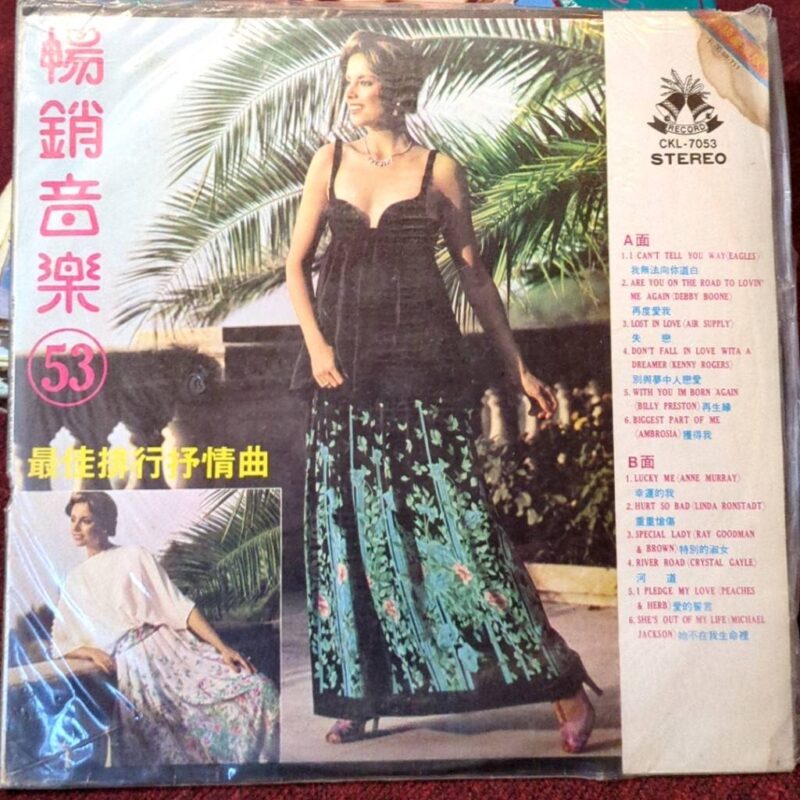 暢銷音樂
53
最佳排行抒情曲
RECORD
CKL-7053
STEREO
A面
1. I CAN'T TELL YOU WAY(EAGLES)
我無法向你道白
2. ARE YOU ON THE ROAD TO LOVIN'
ME AGAIN(DEBBY BOONE)
再度愛我
3. LOST IN LOVE(AIR SUPPLY)
失 戀
4. DON'T FALL IN LOVE WITA A
DREAMER(KENNY ROGERS)
別與夢中人戀愛
5. WITH YOU IM BORN AGAIN
(BILLY PRESTON)再生緣
6. BIGGEST PART OF ME
(AMBROSIA)獲得我
B面
1. LUCKY ME(ANNE MURRAY)
幸運的我
2. HURT SO BAD(LINDA RONSTADT)
重重愴傷
3. SPECIAL LADY(RAY GOODMAN
& BROWN)特別的淑女
4. RIVER ROAD(CRYSTAL GAYLE)
河 道
5. I PLEDGE MY LOVE(PEACHES
& HERB)愛的誓言
6. SHE'S OUT OF MY LIFE(MICHAEL
JACKSON)她不在我生命裡